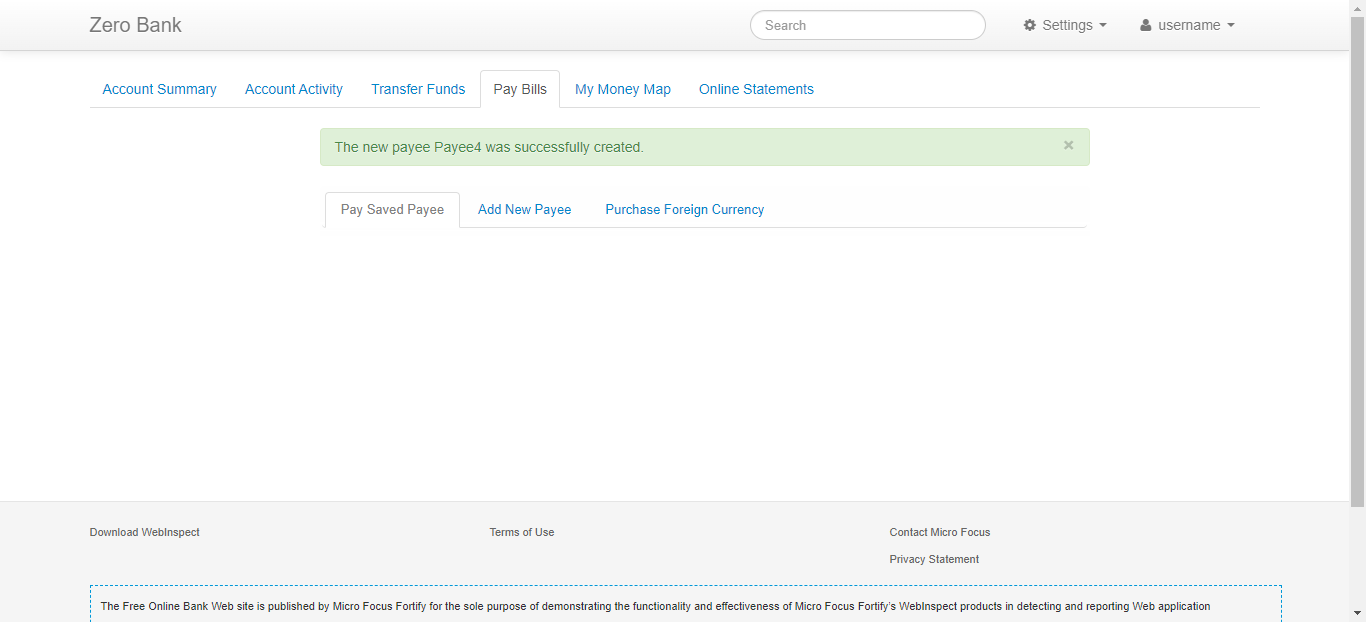 Zero Bank
Search
Settings
username
Account Summary
Account Activity
Transfer Funds
Pay Bills
My Money Map
Online Statements
The new payee Payee4 was successfully created.
×
Pay Saved Payee
Add New Payee
Purchase Foreign Currency
Download WebInspect
Terms of Use
Contact Micro Focus
Privacy Statement
The Free Online Bank Web site is published by Micro Focus Fortify for the sole purpose of demonstrating the functionality and effectiveness of Micro Focus Fortify's WebInspect products in detecting and reporting Web application